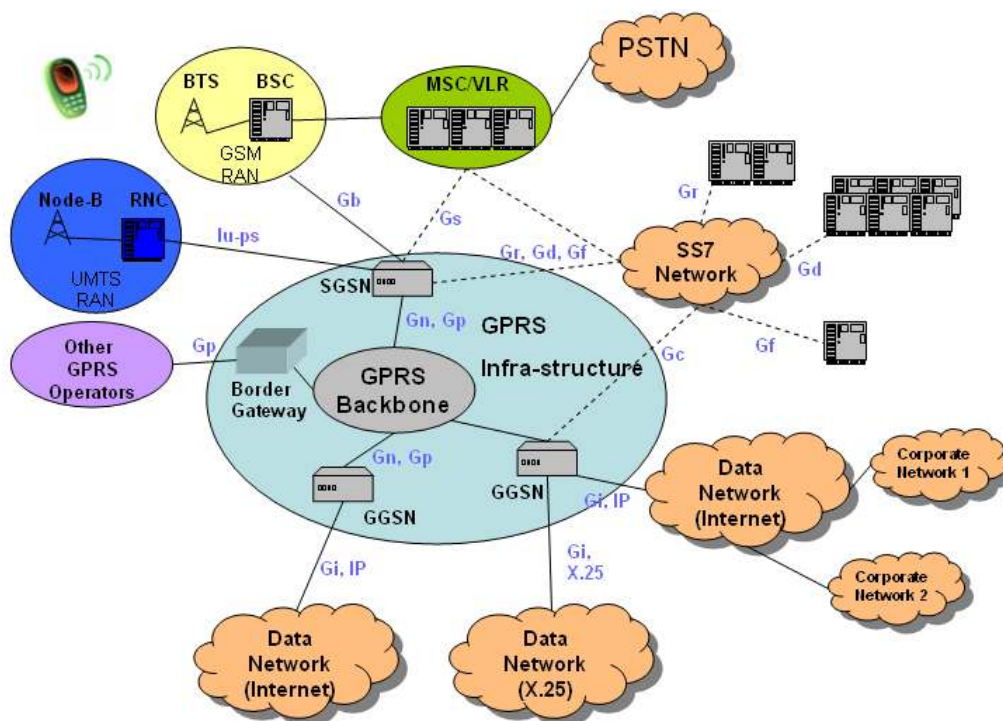 PSTN
BTS
BSC
GSM
RAN
MSC/VLR
Node-B
RNC
UMTS
RAN
Gb
Gs
Gr
Iu-ps
Gr, Gd, Gf
SS7
Network
Gd
Gf
SGSN
Gn, Gp
GPRS
Infra-structure
Gc
Other
GPRS
Operators
Gp
Border
Gateway
GPRS
Backbone
Gn, Gp
GGSN
GGSN
Gi, IP
Data
Network
(Internet)
Corporate
Network 1
Corporate
Network 2
Gi, IP
Gi,
X.25
Data
Network
(Internet)
Data
Network
(X.25)